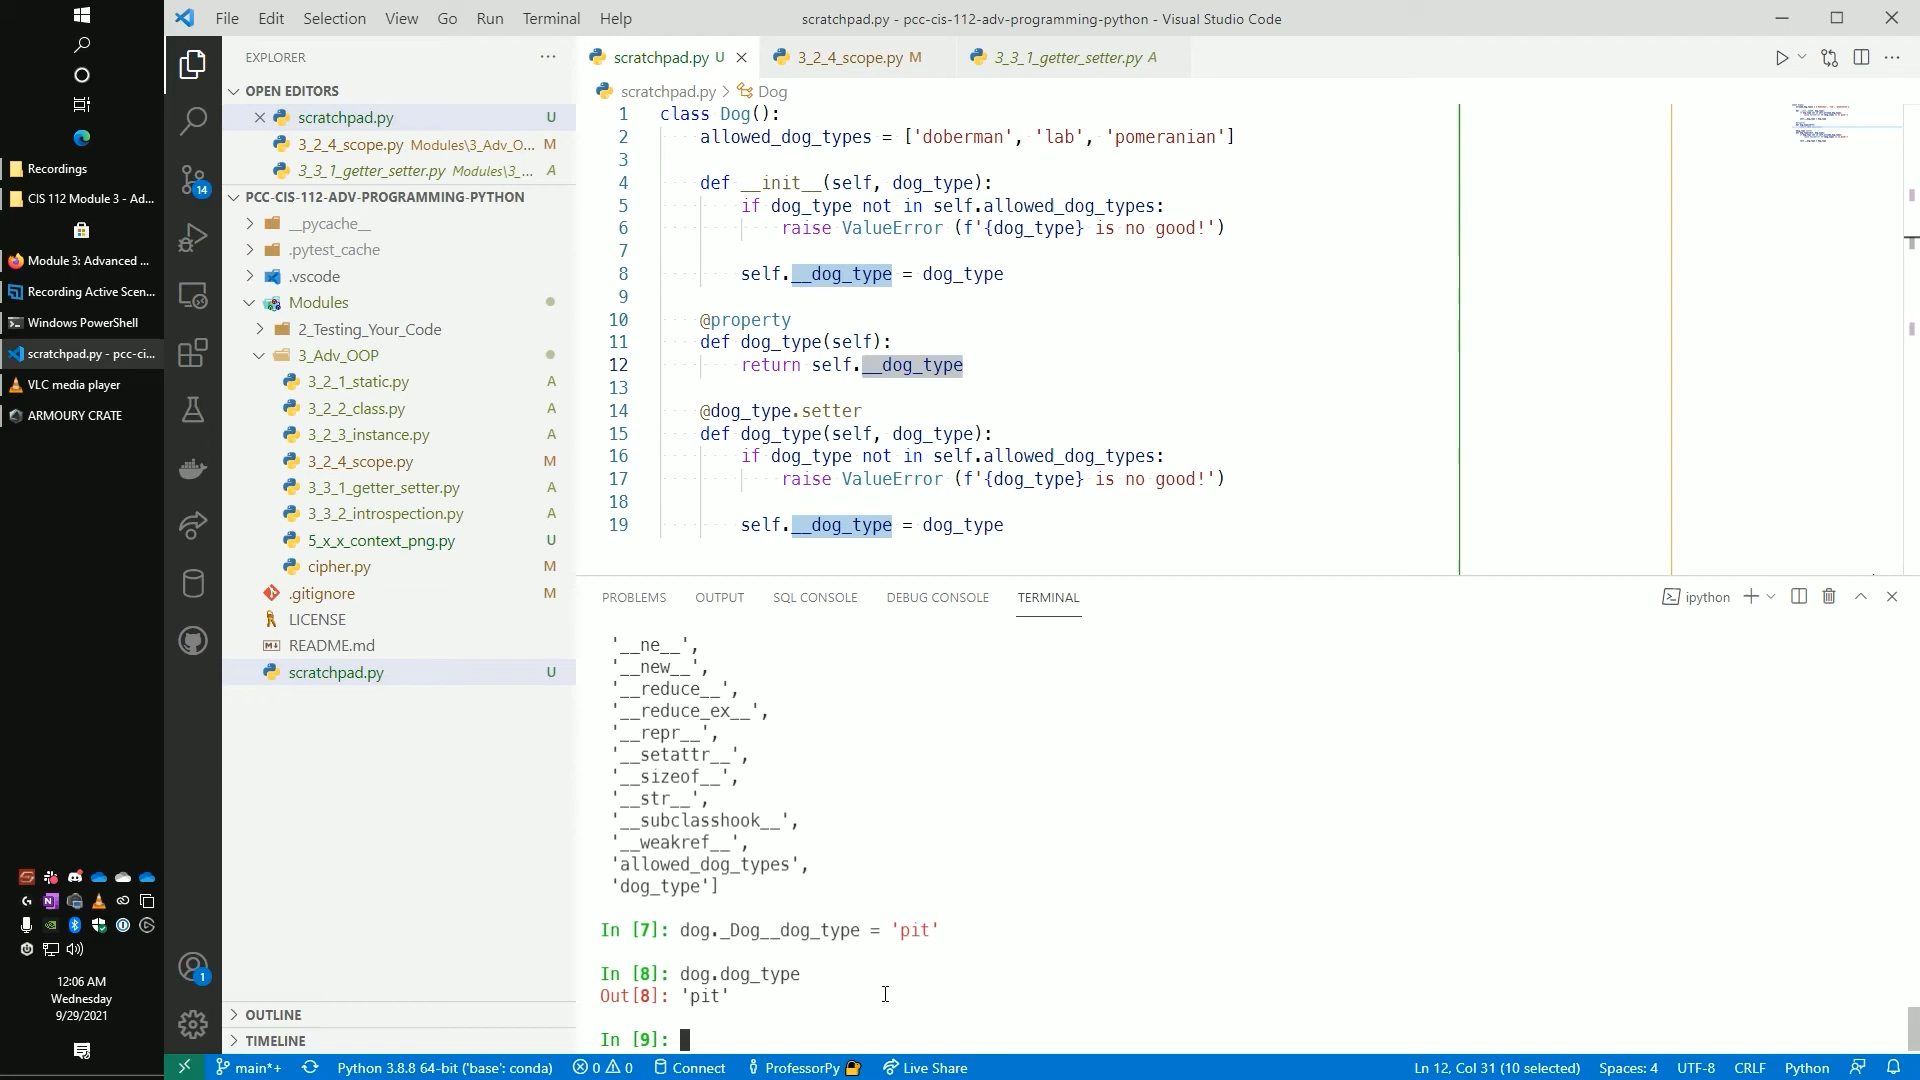 File Edit Selection View Go Run Terminal Help
scratchpad.py - pcc-cis-112-adv-programming-python - Visual Studio Code
Recordings
CIS 112 Module 3 - Ad...
Module 3: Advanced ...
Recording Active Scen...
Windows PowerShell
scratchpad.py - pcc-ci...
VLC media player
ARMOURY CRATE
12:06 AM
Wednesday
9/29/2021
14
1
EXPLORER
OPEN EDITORS
scratchpad.py U
3_2_4_scope.py Modules\3_Adv_O... M
3_3_1_getter_setter.py Modules\3_... A
PCC-CIS-112-ADV-PROGRAMMING-PYTHON
__pycache__
.pytest_cache
.vscode
Modules
2_Testing_Your_Code
3_Adv_OOP
3_2_1_static.py A
3_2_2_class.py A
3_2_3_instance.py A
3_2_4_scope.py M
3_3_1_getter_setter.py A
3_3_2_introspection.py A
5_x_x_context_png.py U
cipher.py M
.gitignore M
LICENSE
README.md
scratchpad.py U
OUTLINE
TIMELINE
scratchpad.py U 3_2_4_scope.py M 3_3_1_getter_setter.py A
scratchpad.py > Dog
1 class Dog():
2 allowed_dog_types = ['doberman', 'lab', 'pomeranian']
3
4 def __init__(self, dog_type):
5 if dog_type not in self.allowed_dog_types:
6 raise ValueError (f'{dog_type} is no good!')
7
8 self.__dog_type = dog_type
9
10 @property
11 def dog_type(self):
12 return self.__dog_type
13
14 @dog_type.setter
15 def dog_type(self, dog_type):
16 if dog_type not in self.allowed_dog_types:
17 raise ValueError (f'{dog_type} is no good!')
18
19 self.__dog_type = dog_type
PROBLEMS OUTPUT SQL CONSOLE DEBUG CONSOLE TERMINAL
ipython
'__ne__',
'__new__',
'__reduce__',
'__reduce_ex__',
'__repr__',
'__setattr__',
'__sizeof__',
'__str__',
'__subclasshook__',
'__weakref__',
'allowed_dog_types',
'dog_type']
In [7]: dog._Dog__dog_type = 'pit'
In [8]: dog.dog_type
Out[8]: 'pit'
In [9]:
main*+ Python 3.8.8 64-bit ('base': conda) 0 0 Connect ProfessorPy Live Share
Ln 12, Col 31 (10 selected) Spaces: 4 UTF-8 CRLF Python